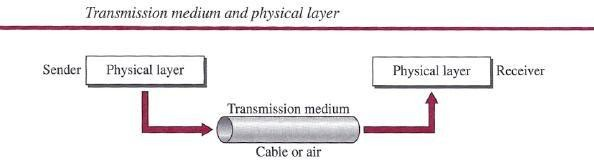 Transmission medium and physical layer
Sender Physical layer Physical layer Receiver
Transmission medium
Cable or air